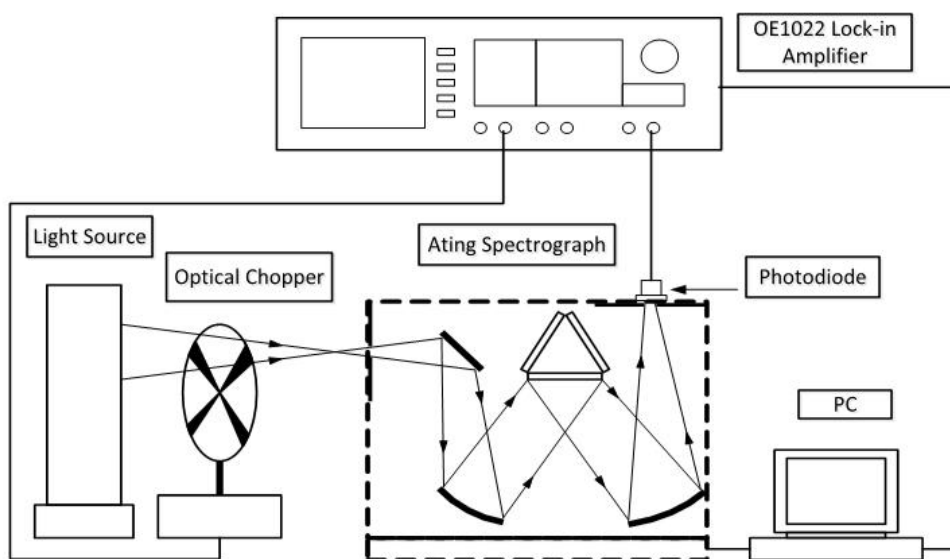 OE1022 Lock-in
Amplifier
Light Source
Ating Spectrograph
Optical Chopper
Photodiode
PC